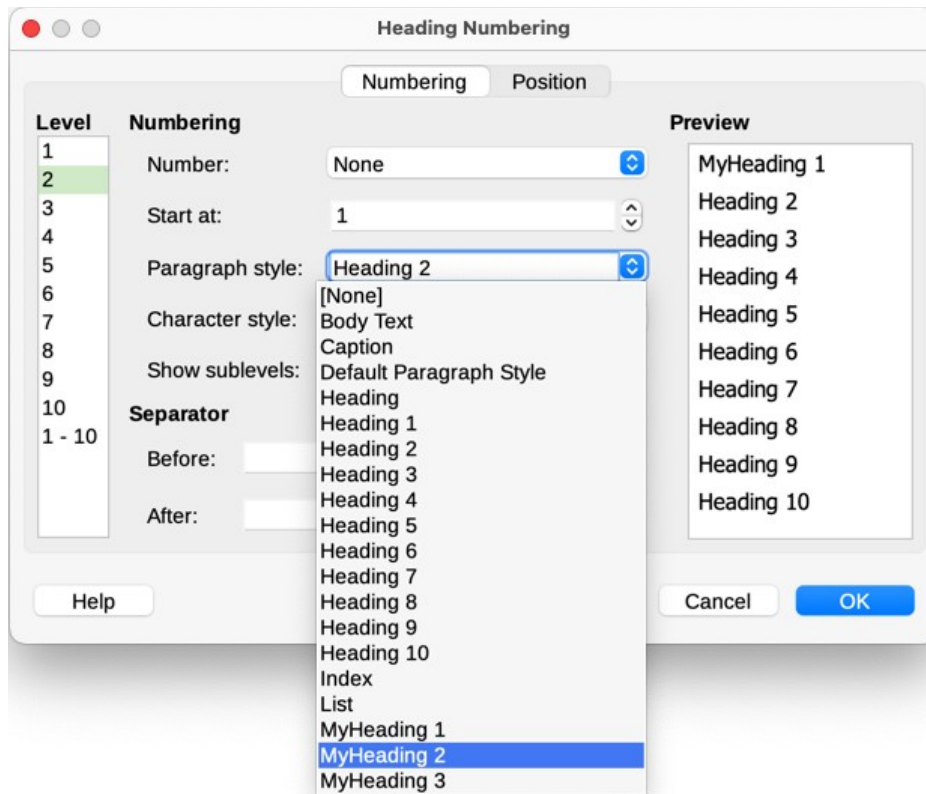 Heading Numbering
Numbering Position
Level
1
2
3
4
5
6
7
8
9
10
1 - 10
Numbering
Number: None
Start at: 1
Paragraph style: Heading 2
Character style:
Show sublevels:
Separator
Before:
After:
[None]
Body Text
Caption
Default Paragraph Style
Heading
Heading 1
Heading 2
Heading 3
Heading 4
Heading 5
Heading 6
Heading 7
Heading 8
Heading 9
Heading 10
Index
List
MyHeading 1
MyHeading 2
MyHeading 3
Preview
MyHeading 1
Heading 2
Heading 3
Heading 4
Heading 5
Heading 6
Heading 7
Heading 8
Heading 9
Heading 10
Help
Cancel
OK